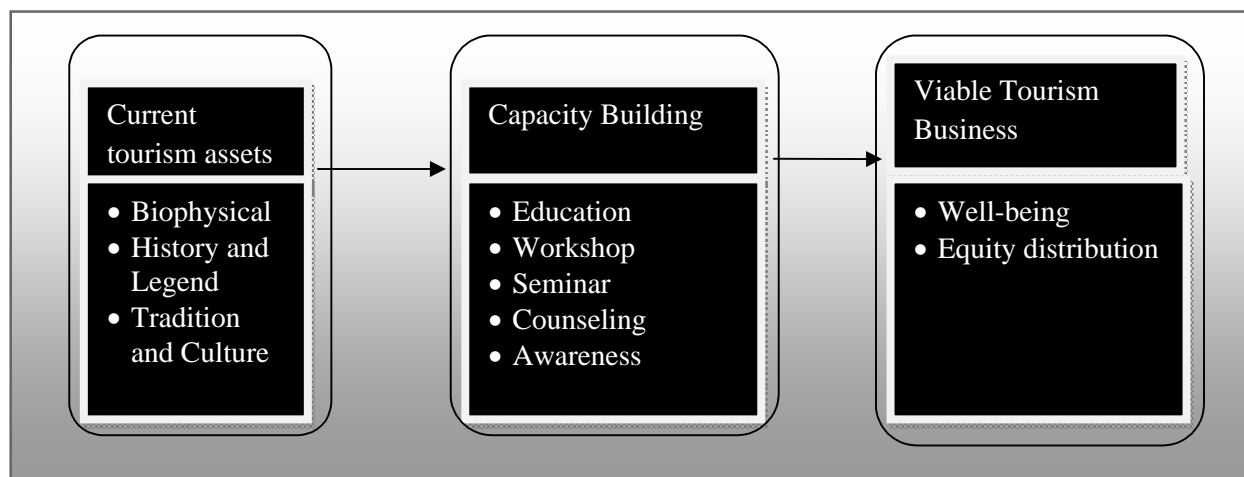 Current
tourism assets
• Biophysical
• History and
Legend
• Tradition
and Culture
Capacity Building
• Education
• Workshop
• Seminar
• Counseling
• Awareness
Viable Tourism
Business
• Well-being
• Equity distribution